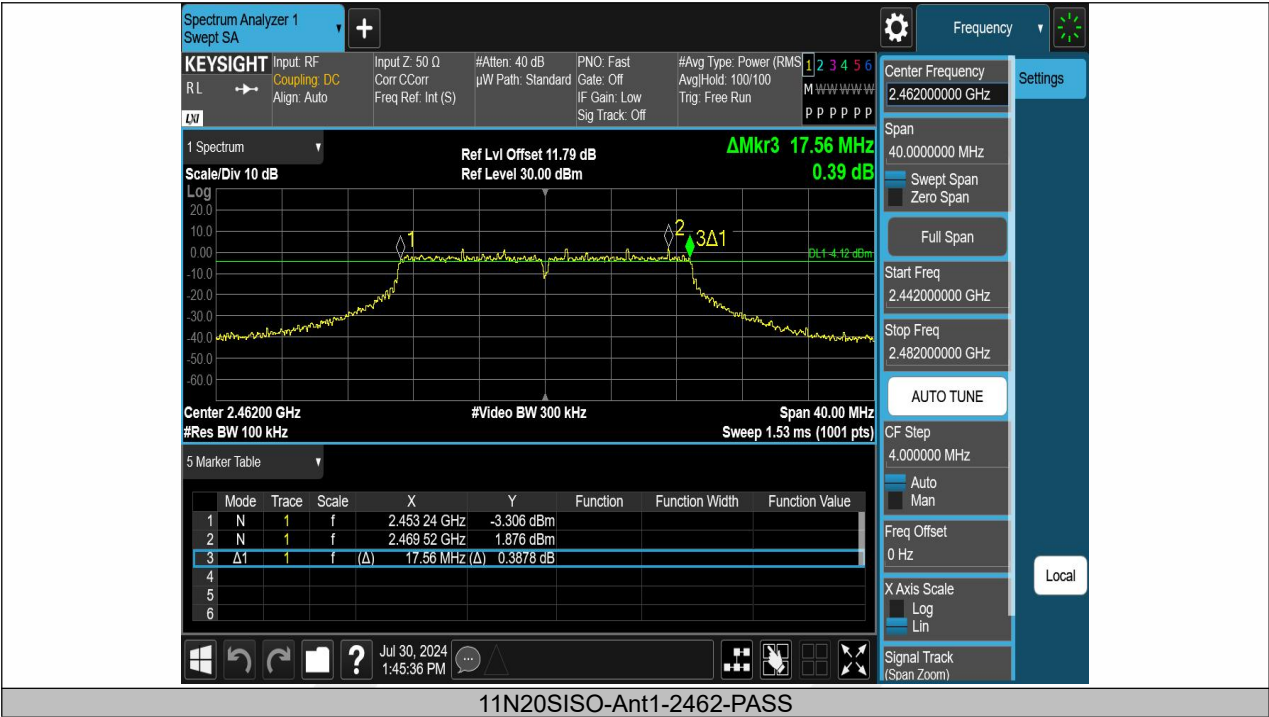 Spectrum Analyzer 1
Swept SA
Frequency
KEYSIGHT
R L
LXI
Input: RF
Coupling: DC
Align: Auto
Input Z: 50 Ω
Corr CCorr
Freq Ref: Int (S)
#Atten: 40 dB
µW Path: Standard
PNO: Fast
Gate: Off
IF Gain: Low
Sig Track: Off
#Avg Type: Power (RMS
Avg|Hold: 100/100
Trig: Free Run
1 2 3 4 5 6
M W W W W W
P P P P P P
1 Spectrum
Scale/Div 10 dB
Ref Lvl Offset 11.79 dB
Ref Level 30.00 dBm
ΔMkr3 17.56 MHz
0.39 dB
Log
20.0
10.0
0.00
-10.0
-20.0
-30.0
-40.0
-50.0
-60.0
1
2
3Δ1
DL1 -4.12 dBm
Center 2.46200 GHz
#Video BW 300 kHz
Span 40.00 MHz
#Res BW 100 kHz
Sweep 1.53 ms (1001 pts)
5 Marker Table
Mode Trace Scale X Y Function Function Width Function Value
1 N 1 f 2.453 24 GHz -3.306 dBm
2 N 1 f 2.469 52 GHz 1.876 dBm
3 Δ1 1 f (Δ) 17.56 MHz (Δ) 0.3878 dB
4
5
6
Jul 30, 2024
1:45:36 PM
Center Frequency
2.462000000 GHz
Settings
Span
40.0000000 MHz
Swept Span
Zero Span
Full Span
Start Freq
2.442000000 GHz
Stop Freq
2.482000000 GHz
AUTO TUNE
CF Step
4.000000 MHz
Auto
Man
Freq Offset
0 Hz
Local
X Axis Scale
Log
Lin
Signal Track
(Span Zoom)
11N20SISO-Ant1-2462-PASS